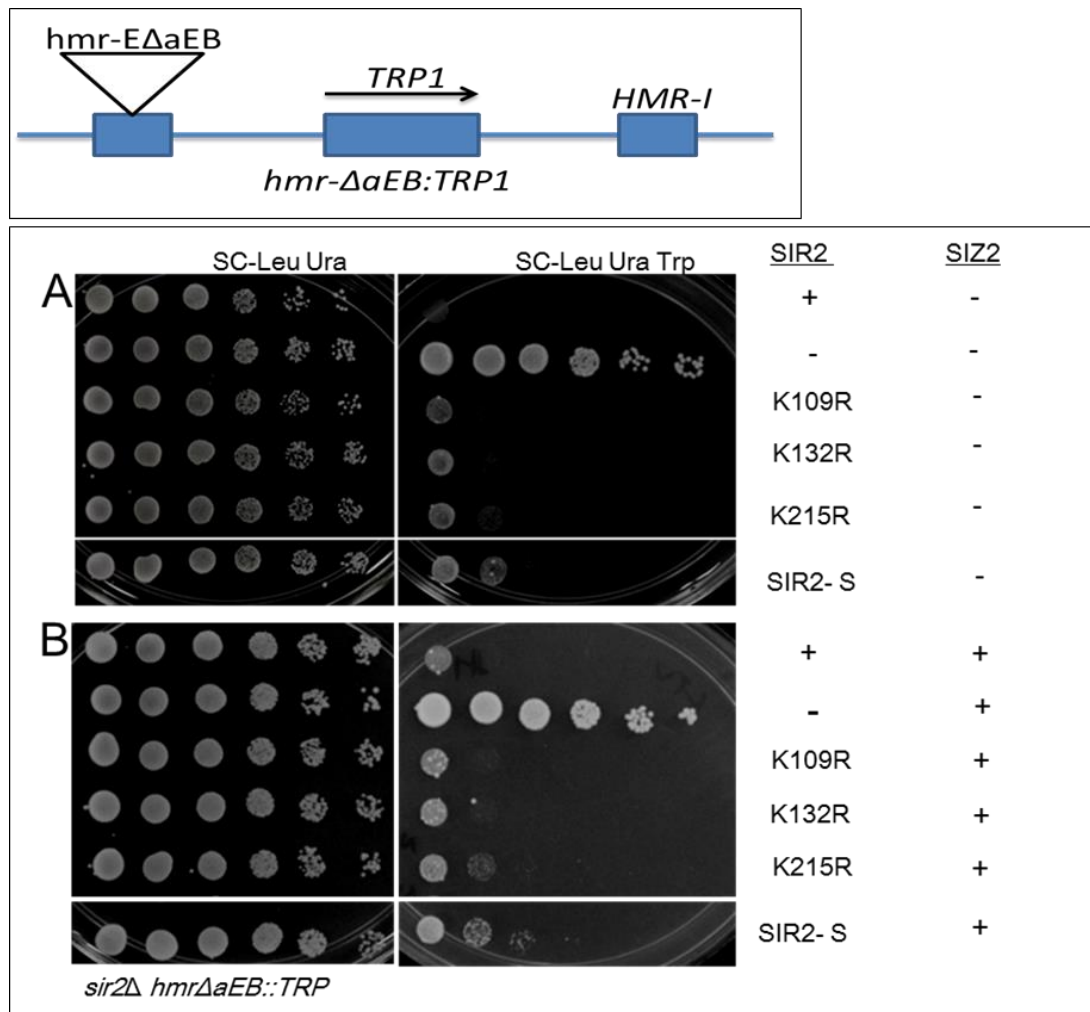 hmr-EΔaEB
TRP1
HMR-I
hmr-ΔaEB:TRP1
SC-Leu Ura
SC-Leu Ura Trp
SIR2
SIZ2
A
+ -
- -
K109R -
K132R -
K215R -
SIR2- S -
B
+ +
- +
K109R +
K132R +
K215R +
SIR2- S +
sir2Δ hmrΔaEB::TRP